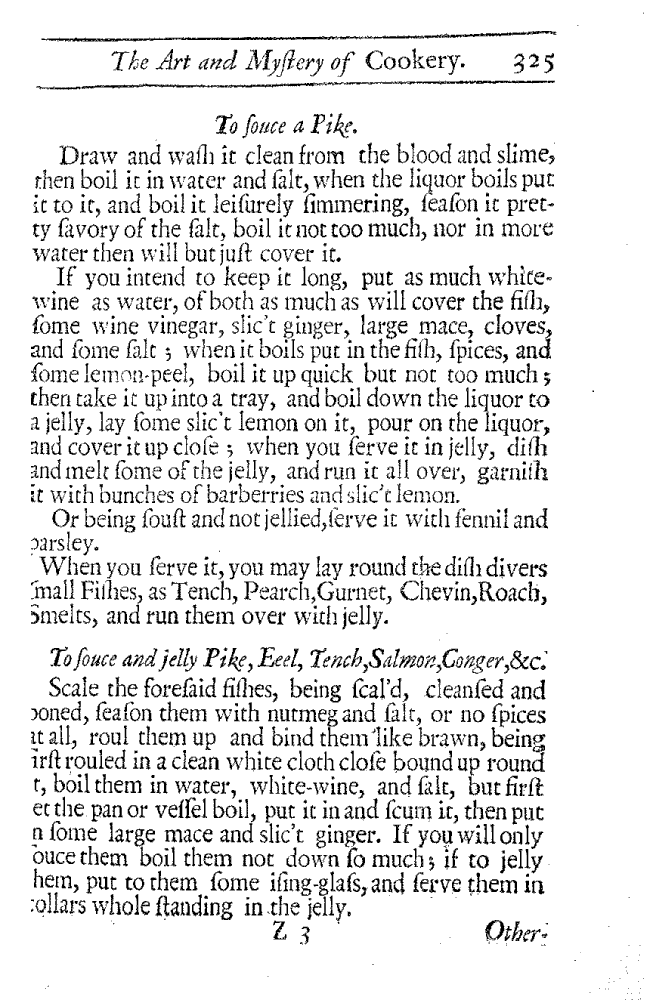 The Art and Myſtery of Cookery. 325
To ſouce a Pike.
Draw and waſh it clean from the blood and slime,
then boil it in water and ſalt, when the liquor boils put
it to it, and boil it leiſurely ſimmering, ſeaſon it pret-
ty ſavory of the ſalt, boil it not too much, nor in more
water then will but juſt cover it.
If you intend to keep it long, put as much white-
wine as water, of both as much as will cover the fiſh,
ſome wine vinegar, slic't ginger, large mace, cloves,
and ſome ſalt ; when it boils put in the fiſh, ſpices, and
ſome lemon-peel, boil it up quick but not too much ;
then take it up into a tray, and boil down the liquor to
a jelly, lay ſome slic't lemon on it, pour on the liquor,
and cover it up cloſe ; when you ſerve it in jelly, diſh
and melt ſome of the jelly, and run it all over, garniſh
it with bunches of barberries and slic't lemon.
Or being ſouſt and not jellied, ſerve it with fennil and
parsley.
When you ſerve it, you may lay round the diſh divers
ſmall Fiſhes, as Tench, Pearch, Gurnet, Chevin, Roach,
Smelts, and run them over with jelly.
To ſouce and jelly Pike, Eeel, Tench, Salmon, Conger, &c.
Scale the foreſaid fiſhes, being ſcal'd, cleanſed and
boned, ſeaſon them with nutmeg and ſalt, or no ſpices
at all, roul them up and bind them like brawn, being
irſt rouled in a clean white cloth cloſe bound up round
t, boil them in water, white-wine, and ſalt, but firſt
et the pan or veſſel boil, put it in and ſcum it, then put
n ſome large mace and slic't ginger. If you will only
ouce them boil them not down ſo much ; if to jelly
hem, put to them ſome iſing-glaſs, and ſerve them in
ollars whole ſtanding in the jelly.
Z 3 Other-